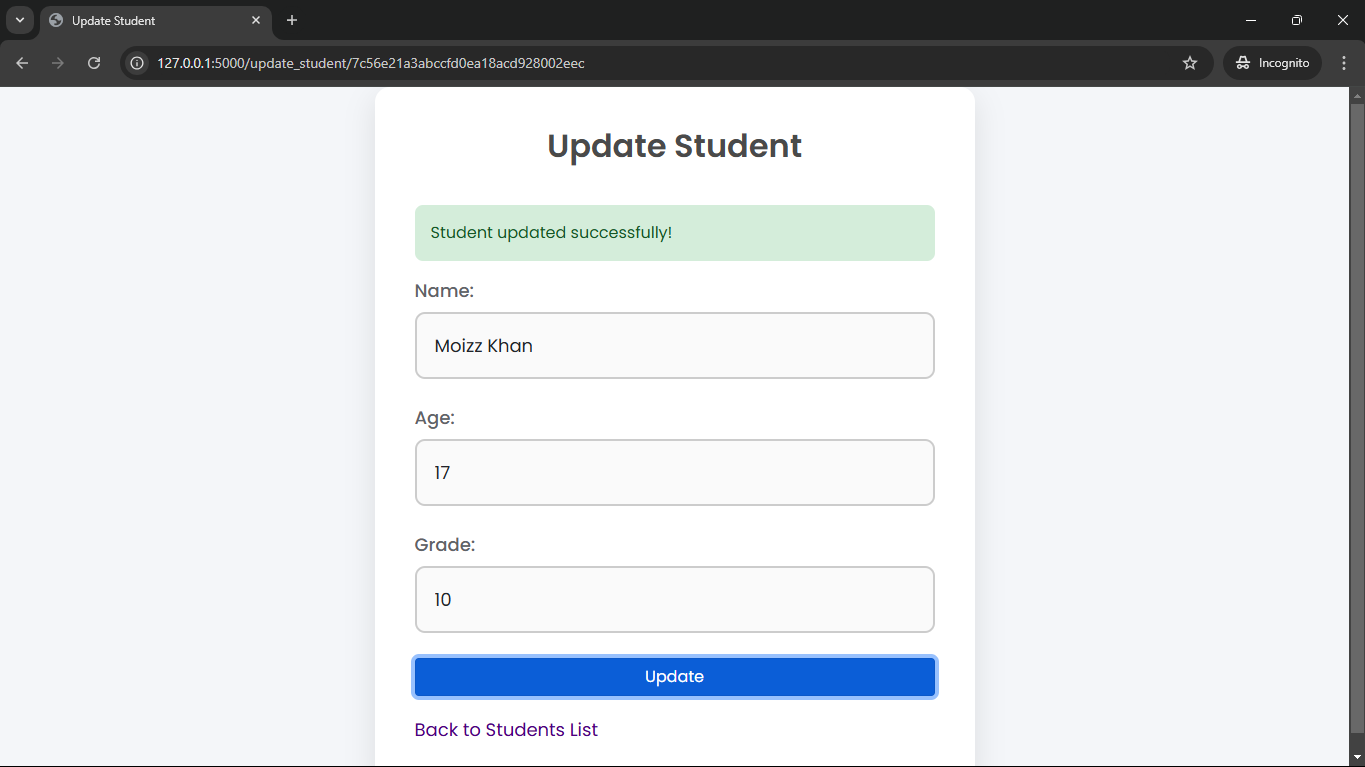 Update Student
127.0.0.1:5000/update_student/7c56e21a3abccfd0ea18acd928002eec
Incognito
Update Student
Student updated successfully!
Name:
Moizz Khan
Age:
17
Grade:
10
Update
Back to Students List